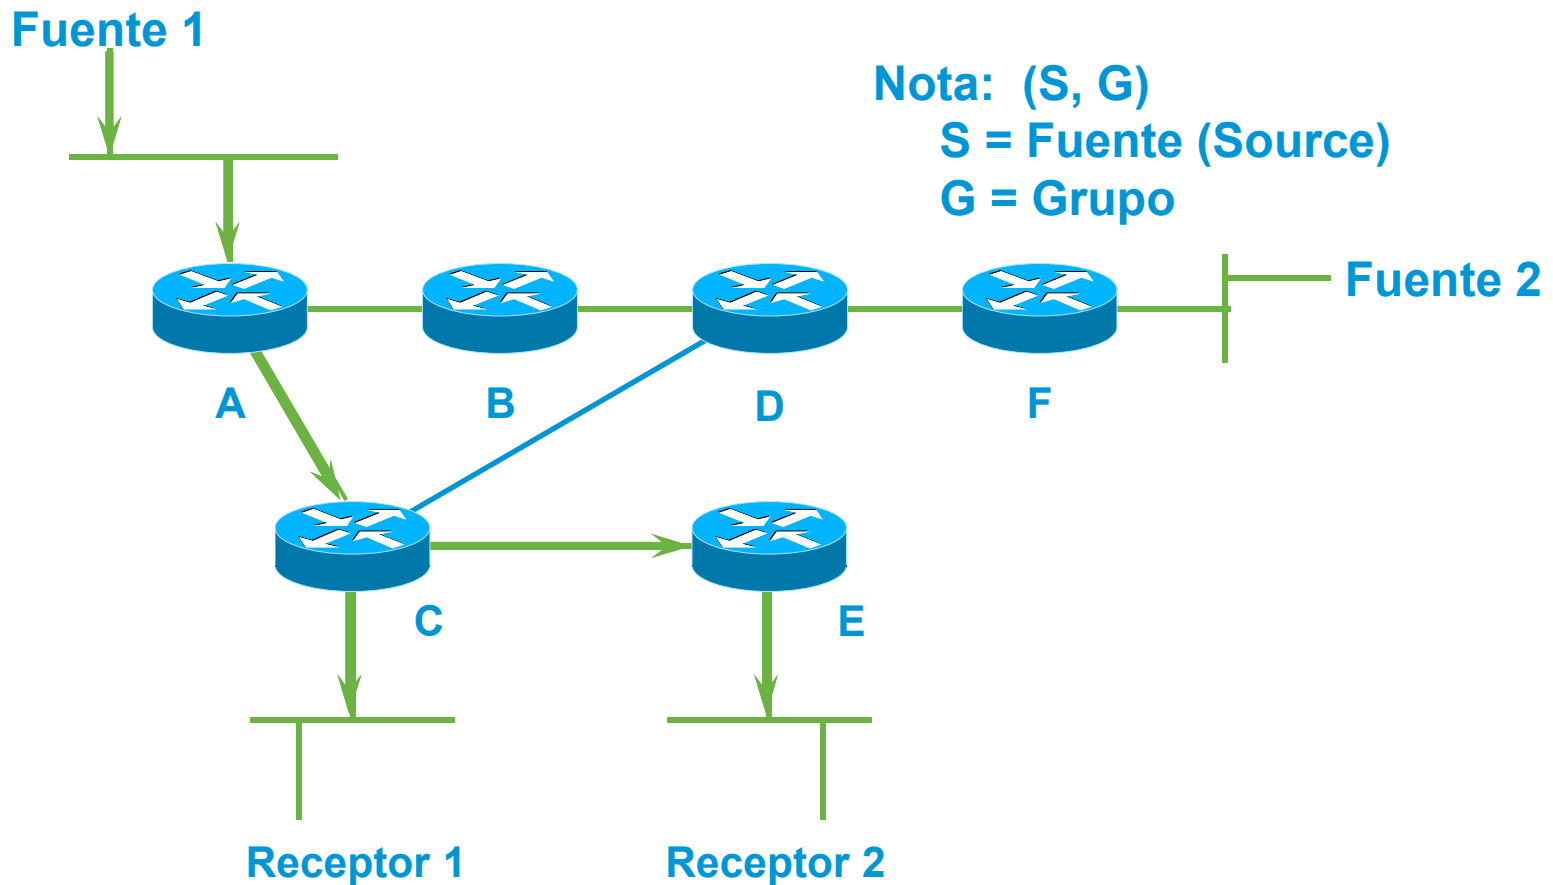 Fuente 1
Nota: (S, G)
S = Fuente (Source)
G = Grupo
Fuente 2
A
B
D
F
C
E
Receptor 1
Receptor 2